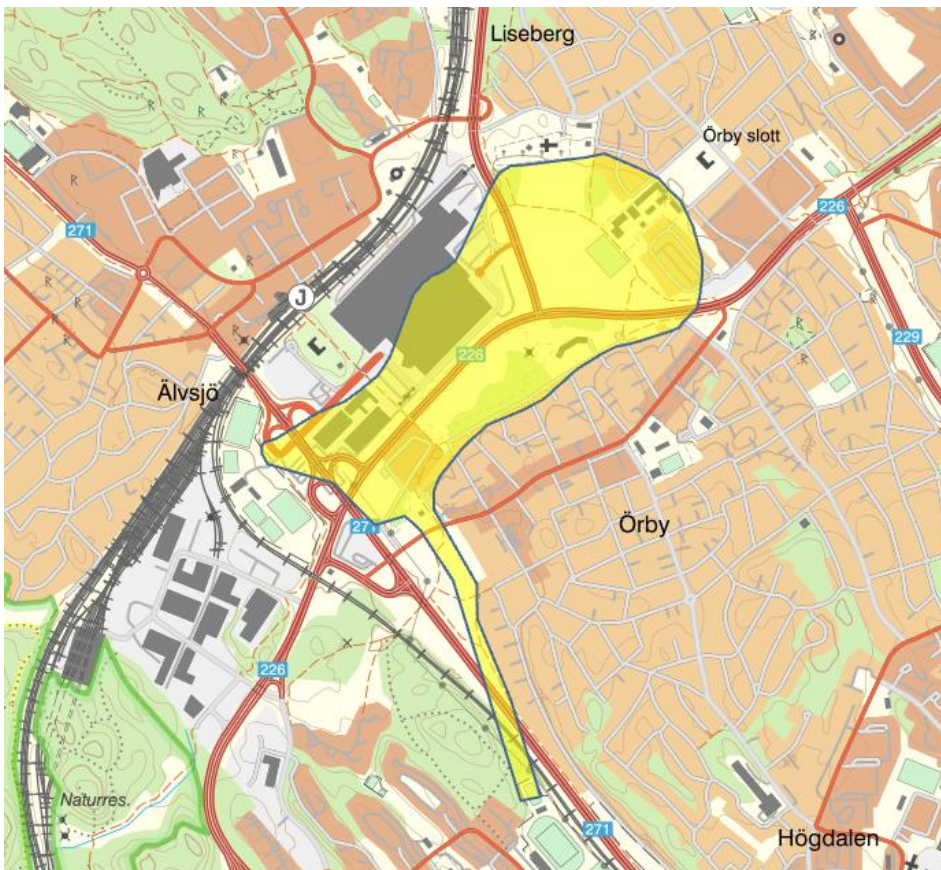 Liseberg
Örby slott
226
271
J
229
226
Älvsjö
Örby
271
226
Naturres.
271
Högdalen